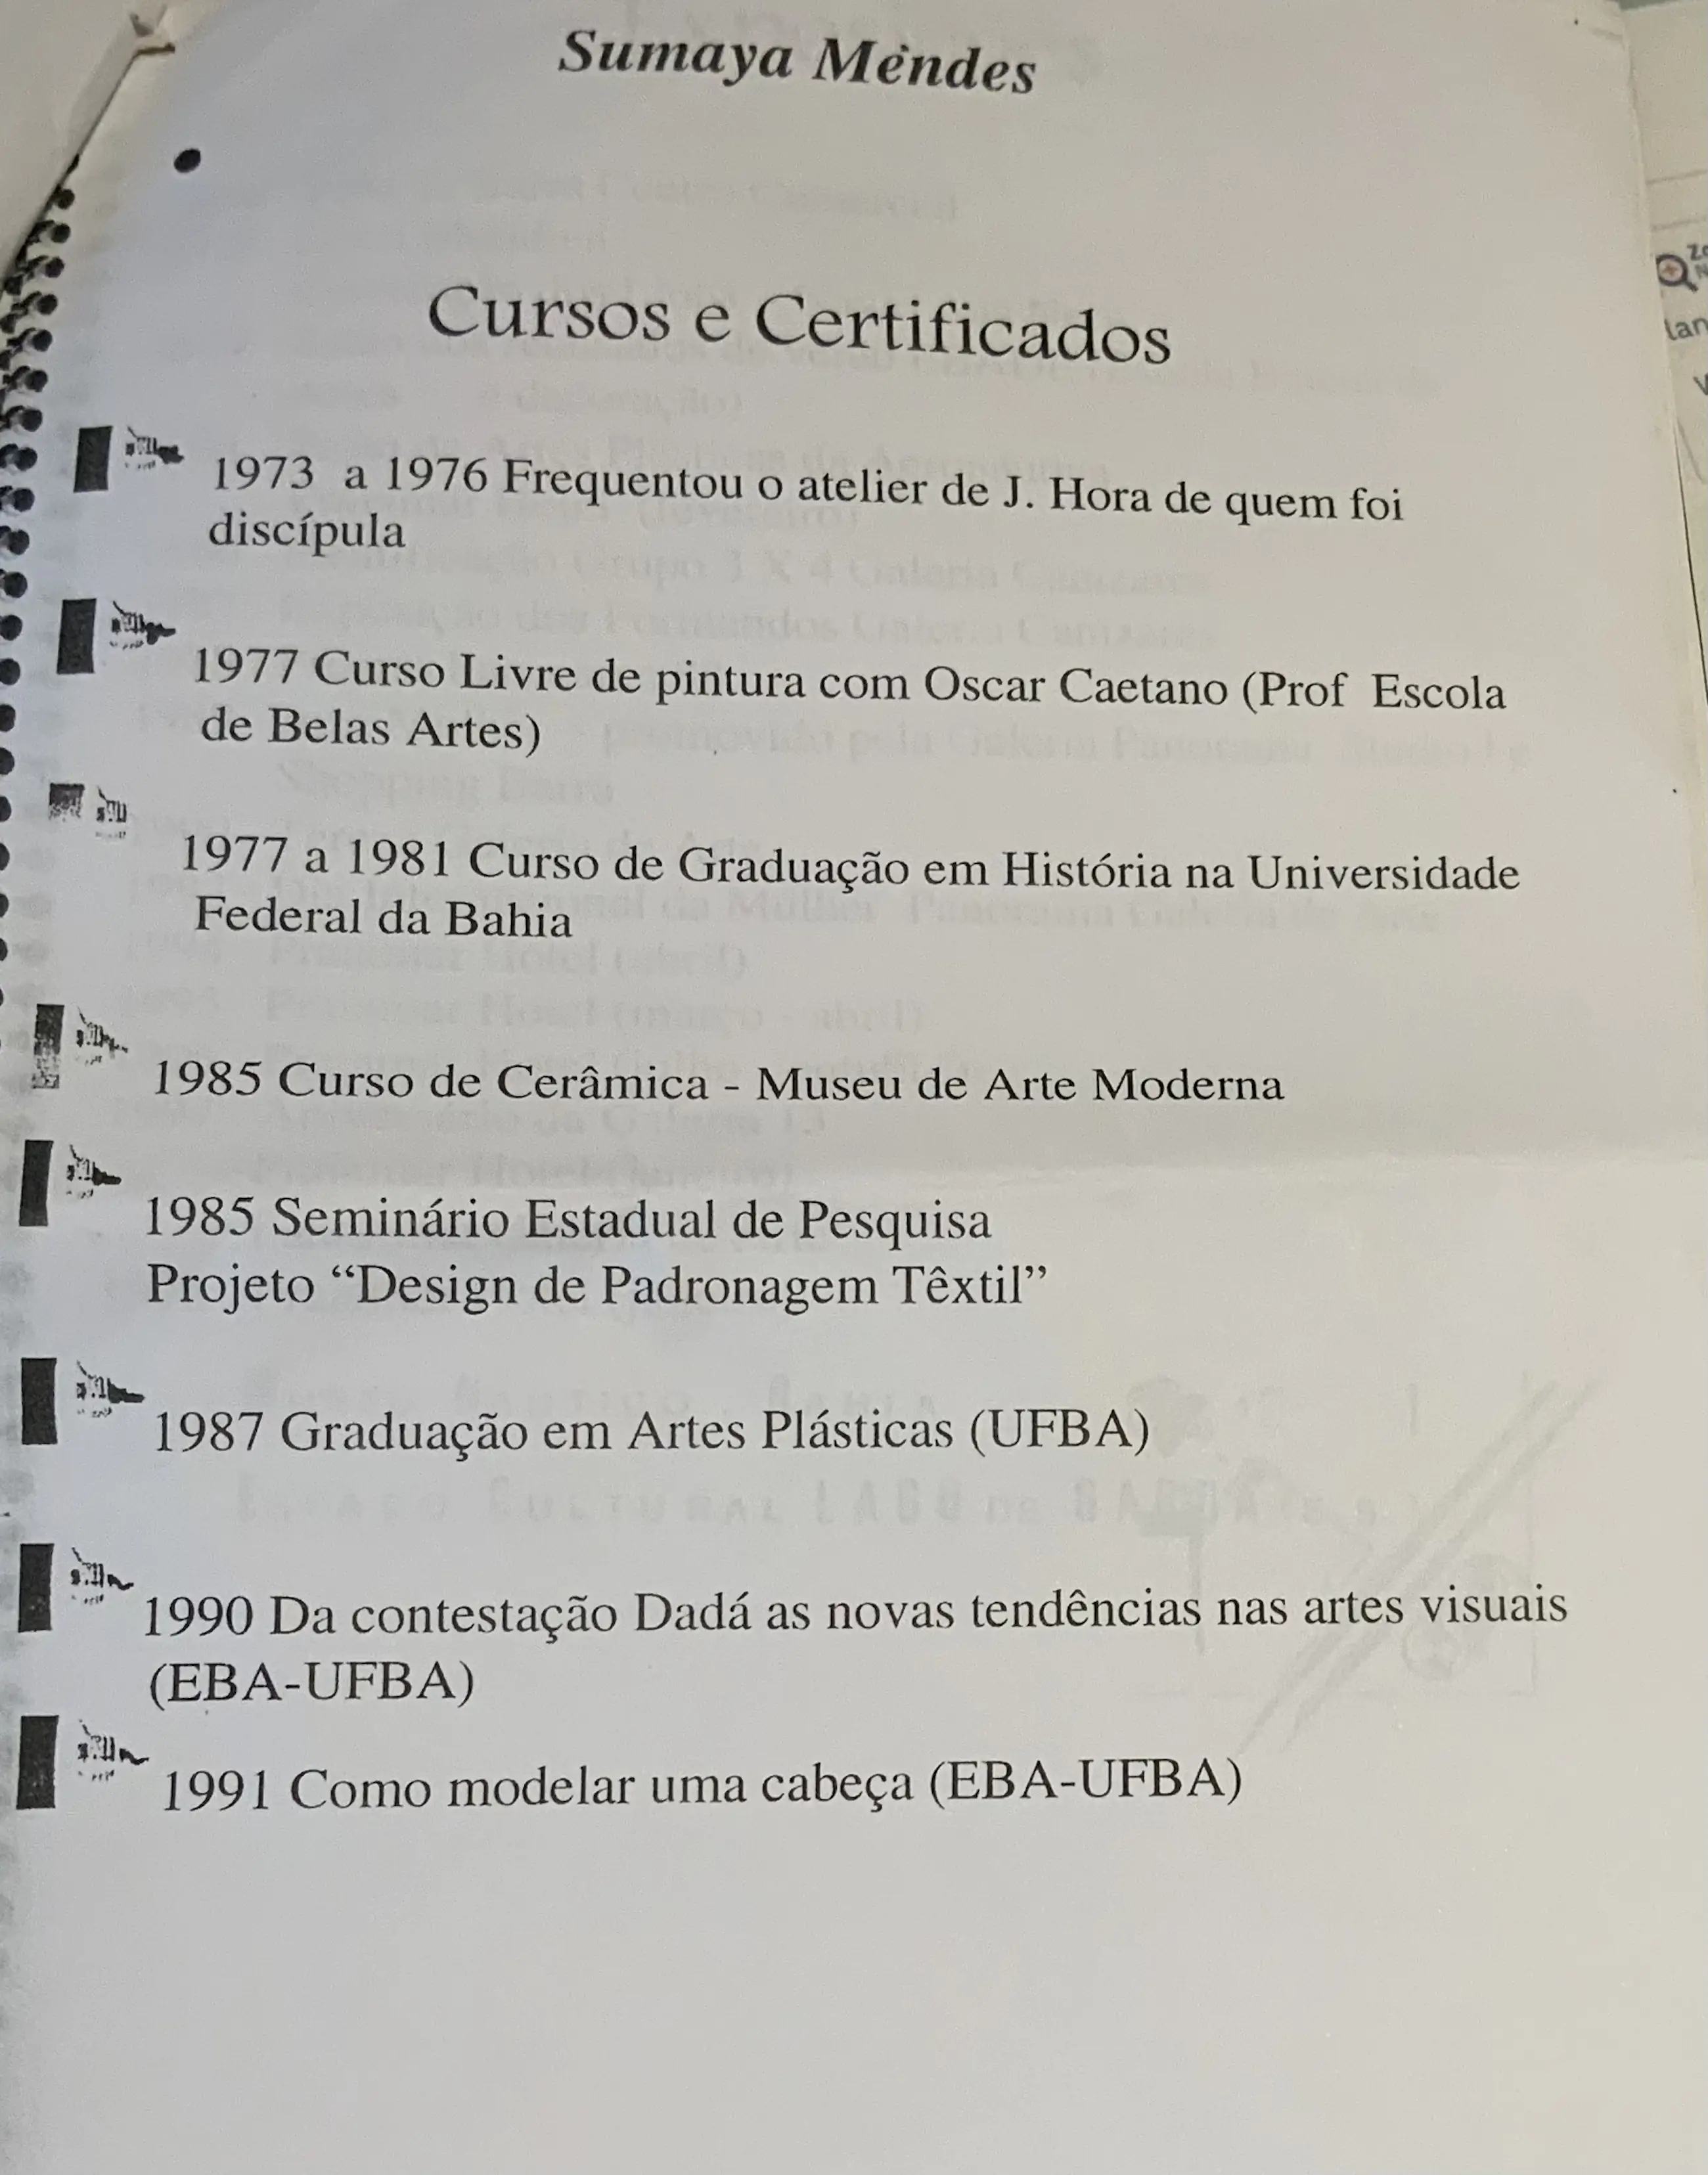 Sumaya Mendes
Cursos e Certificados
1973 a 1976 Frequentou o atelier de J. Hora de quem foi
discípula
1977 Curso Livre de pintura com Oscar Caetano (Prof Escola
de Belas Artes)
1977 a 1981 Curso de Graduação em História na Universidade
Federal da Bahia
1985 Curso de Cerâmica - Museu de Arte Moderna
1985 Seminário Estadual de Pesquisa
Projeto “Design de Padronagem Têxtil”
1987 Graduação em Artes Plásticas (UFBA)
1990 Da contestação Dadá as novas tendências nas artes visuais
(EBA-UFBA)
1991 Como modelar uma cabeça (EBA-UFBA)